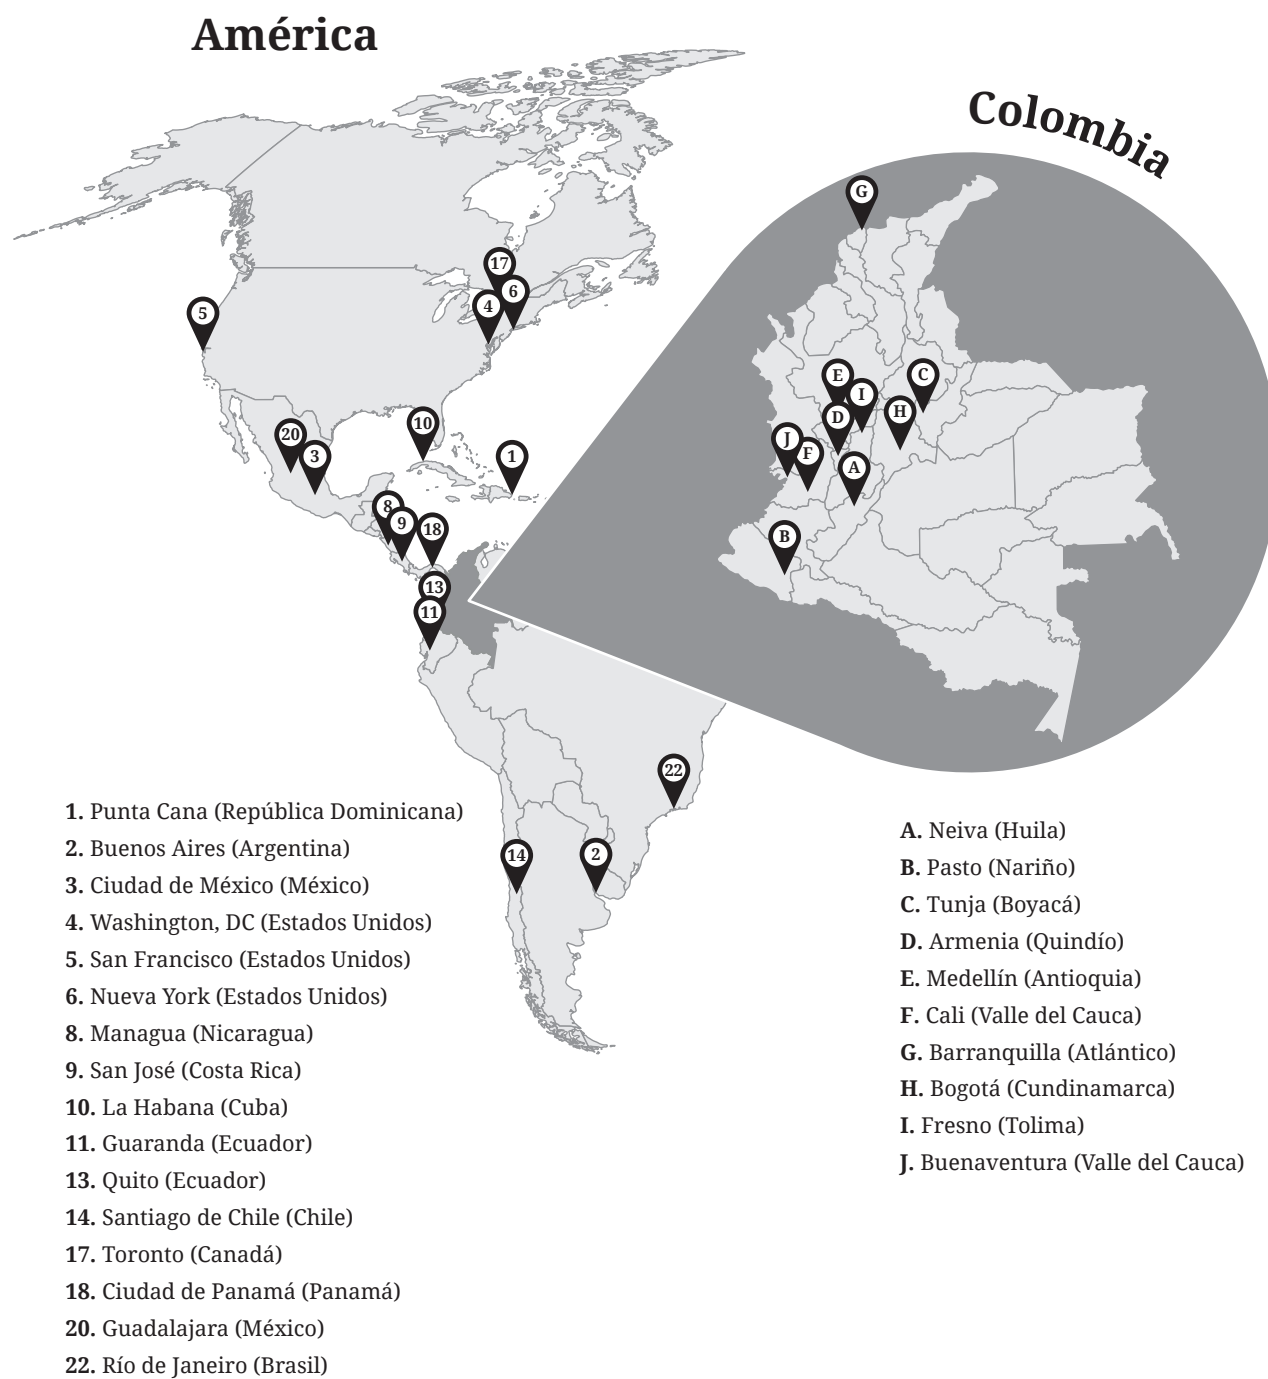 América
Colombia
G
17
6
4
5
E
C
I
H
D
10
20
J
3
1
F
A
8
9
18
B
13
11
22
14
2
1. Punta Cana (República Dominicana)
2. Buenos Aires (Argentina)
3. Ciudad de México (México)
4. Washington, DC (Estados Unidos)
5. San Francisco (Estados Unidos)
6. Nueva York (Estados Unidos)
8. Managua (Nicaragua)
9. San José (Costa Rica)
10. La Habana (Cuba)
11. Guaranda (Ecuador)
13. Quito (Ecuador)
14. Santiago de Chile (Chile)
17. Toronto (Canadá)
18. Ciudad de Panamá (Panamá)
20. Guadalajara (México)
22. Río de Janeiro (Brasil)
A. Neiva (Huila)
B. Pasto (Nariño)
C. Tunja (Boyacá)
D. Armenia (Quindío)
E. Medellín (Antioquia)
F. Cali (Valle del Cauca)
G. Barranquilla (Atlántico)
H. Bogotá (Cundinamarca)
I. Fresno (Tolima)
J. Buenaventura (Valle del Cauca)